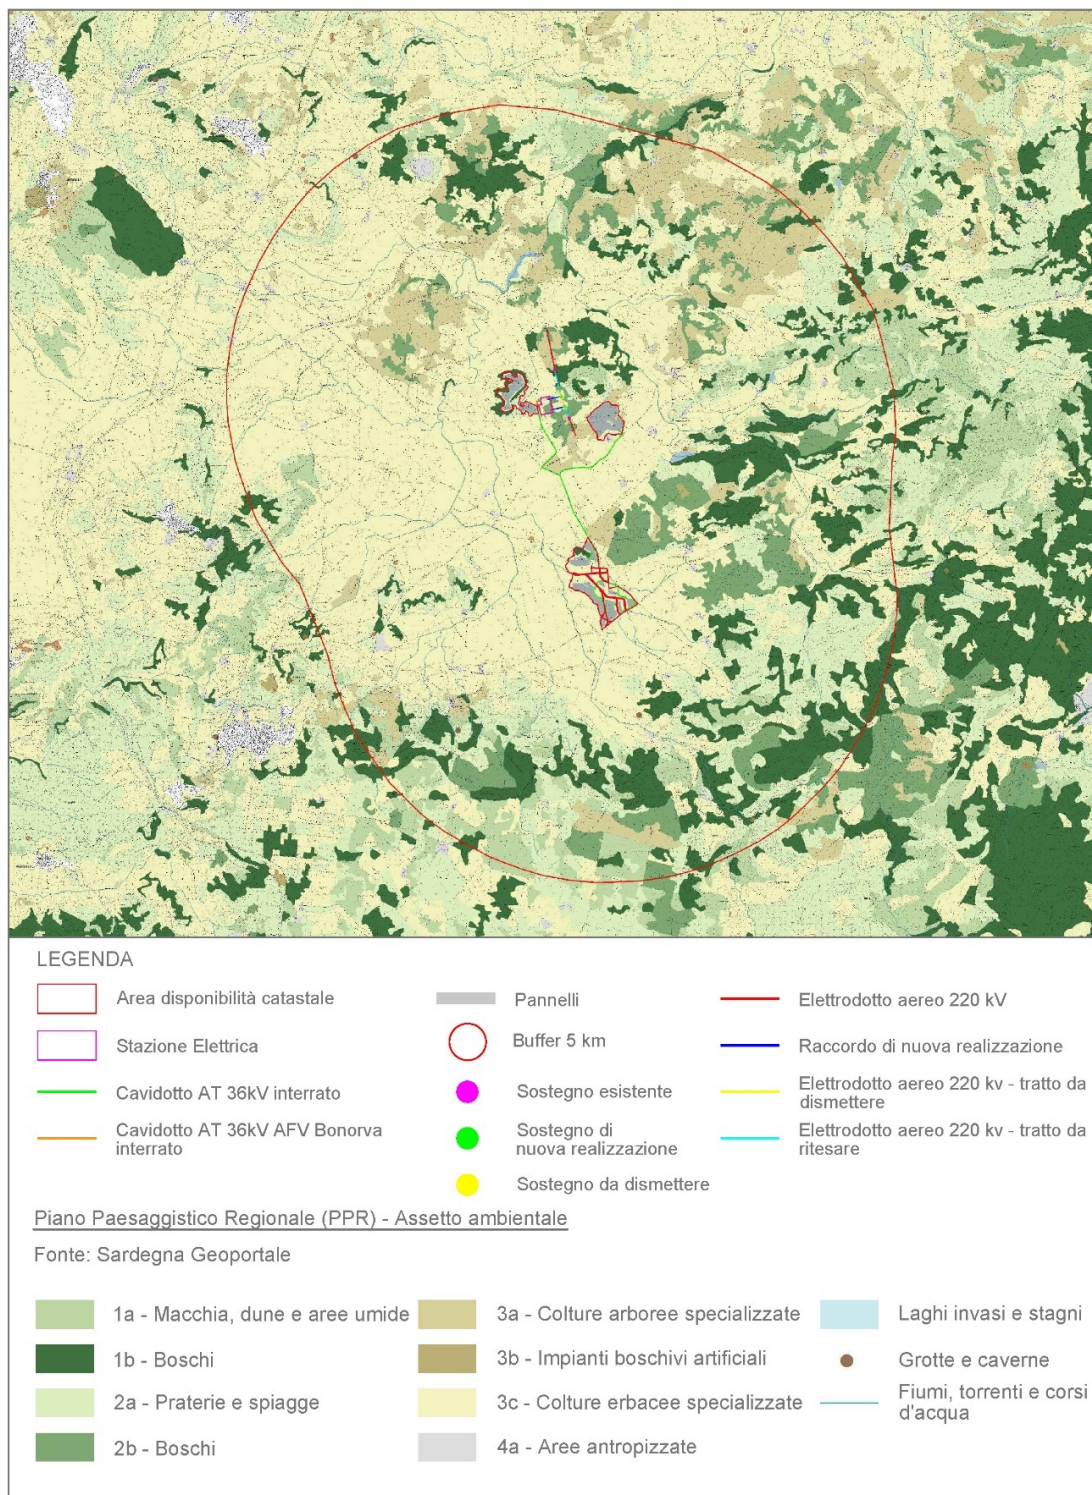 LEGENDA
Area disponibilità catastale
Stazione Elettrica
Cavidotto AT 36kV interrato
Cavidotto AT 36kV AFV Bonorva
interrato
Pannelli
Buffer 5 km
Sostegno esistente
Sostegno di
nuova realizzazione
Sostegno da dismettere
Elettrodotto aereo 220 kV
Raccordo di nuova realizzazione
Elettrodotto aereo 220 kv - tratto da
dismettere
Elettrodotto aereo 220 kv - tratto da
ritesare
Piano Paesaggistico Regionale (PPR) - Assetto ambientale
Fonte: Sardegna Geoportale
1a - Macchia, dune e aree umide
1b - Boschi
2a - Praterie e spiagge
2b - Boschi
3a - Colture arboree specializzate
3b - Impianti boschivi artificiali
3c - Colture erbacee specializzate
4a - Aree antropizzate
Laghi invasi e stagni
Grotte e caverne
Fiumi, torrenti e corsi
d'acqua